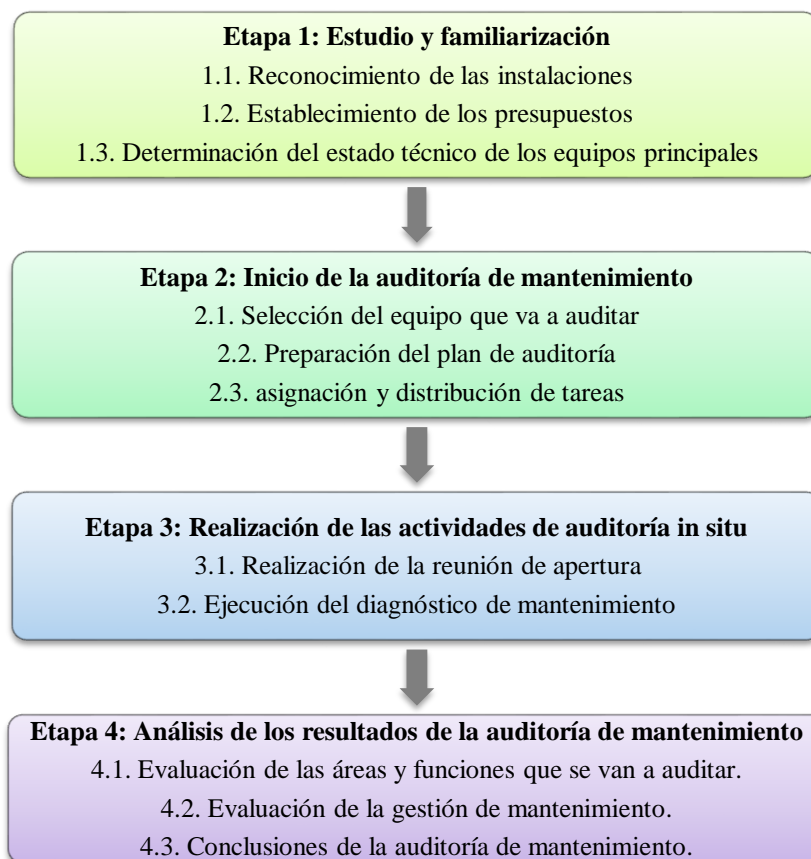 Etapa 1: Estudio y familiarización
1.1. Reconocimiento de las instalaciones
1.2. Establecimiento de los presupuestos
1.3. Determinación del estado técnico de los equipos principales
Etapa 2: Inicio de la auditoría de mantenimiento
2.1. Selección del equipo que va a auditar
2.2. Preparación del plan de auditoría
2.3. asignación y distribución de tareas
Etapa 3: Realización de las actividades de auditoría in situ
3.1. Realización de la reunión de apertura
3.2. Ejecución del diagnóstico de mantenimiento
Etapa 4: Análisis de los resultados de la auditoría de mantenimiento
4.1. Evaluación de las áreas y funciones que se van a auditar.
4.2. Evaluación de la gestión de mantenimiento.
4.3. Conclusiones de la auditoría de mantenimiento.